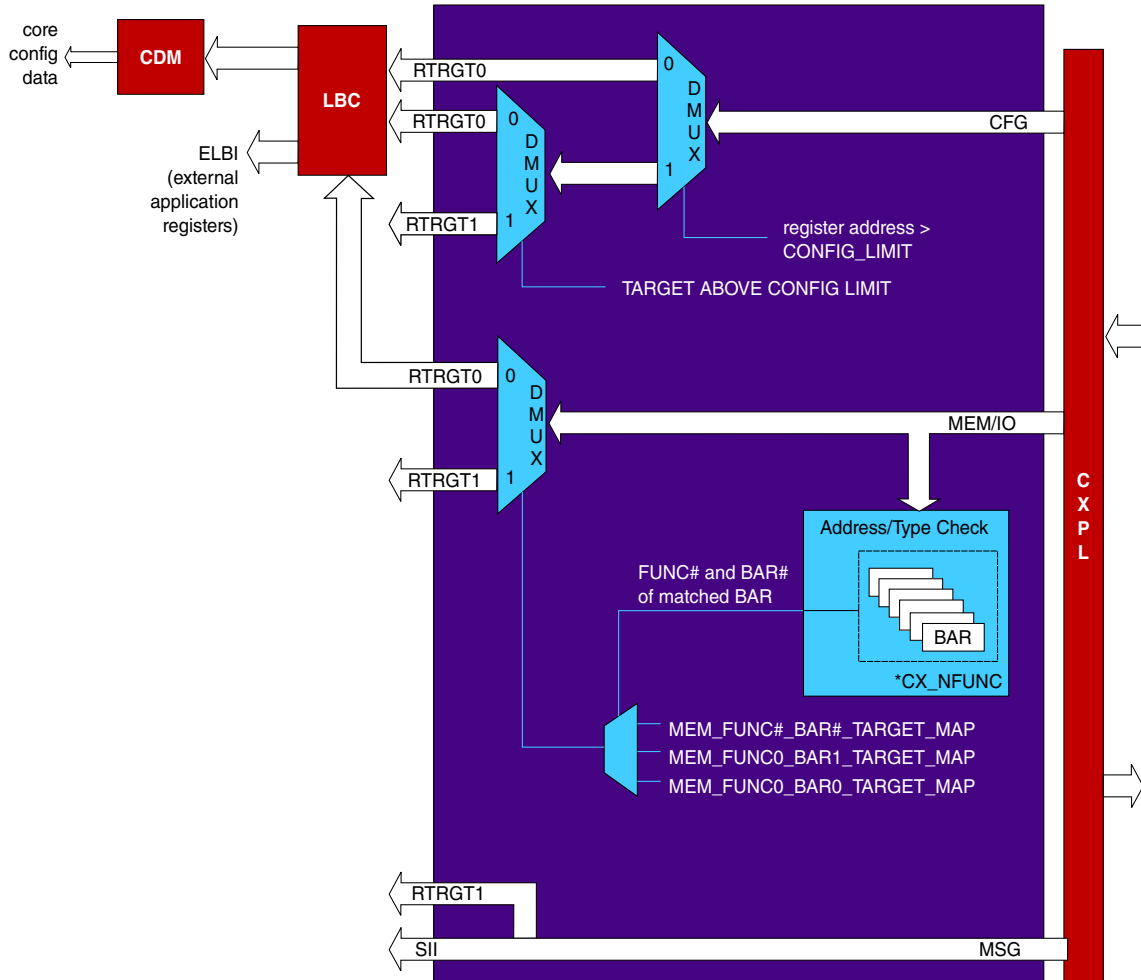 core
config
data
CDM
LBC
ELBI
(external
application
registers)
RTRGT0
0
DMUX
1
CFG
RTRGT0
0
DMUX
1
RTRGT1
register address >
CONFIG_LIMIT
TARGET ABOVE CONFIG LIMIT
RTRGT0
0
DMUX
1
MEM/IO
RTRGT1
CXPL
Address/Type Check
BAR
*CX_NFUNC
FUNC# and BAR#
of matched BAR
MEM_FUNC#_BAR#_TARGET_MAP
MEM_FUNC0_BAR1_TARGET_MAP
MEM_FUNC0_BAR0_TARGET_MAP
RTRGT1
SII
MSG